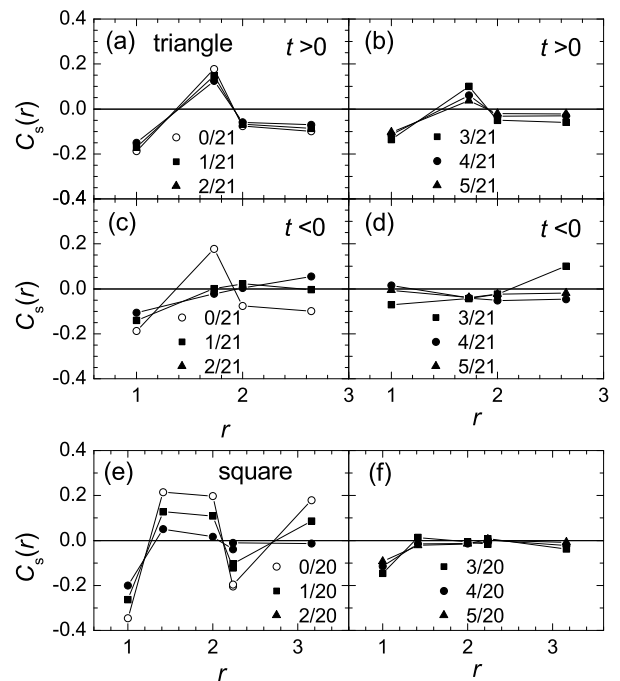 (a) triangle t >0
(b) t >0
0.4
0.2
0.0
-0.2
-0.4
Cs(r)
0/21
1/21
2/21
3/21
4/21
5/21
(c) t <0
(d) t <0
0.2
0.0
-0.2
-0.4
Cs(r)
0/21
1/21
2/21
3/21
4/21
5/21
1 2 3 1 2 3
r r
(e) square
(f)
0.4
0.2
0.0
-0.2
-0.4
Cs(r)
0/20
1/20
2/20
3/20
4/20
5/20
1 2 3 1 2 3
r r